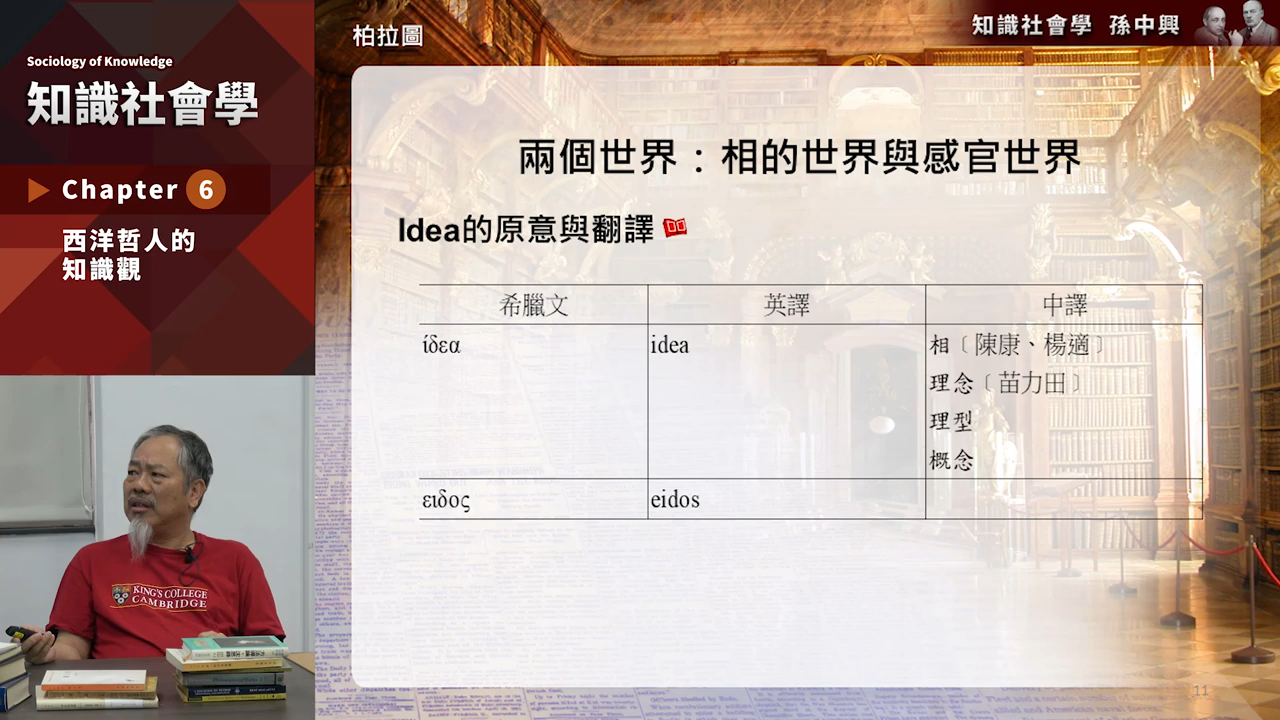 Sociology of Knowledge
知識社會學
Chapter 6
西洋哲人的
知識觀
柏拉圖
知識社會學 孫中興
兩個世界：相的世界與感官世界
Idea的原意與翻譯
希臘文 英譯 中譯
ίδεα idea 相〔陳康、楊適〕
理念〔苗力田〕
理型
概念
ειδος eidos
KING'S COLLEGE
CAMBRIDGE
11